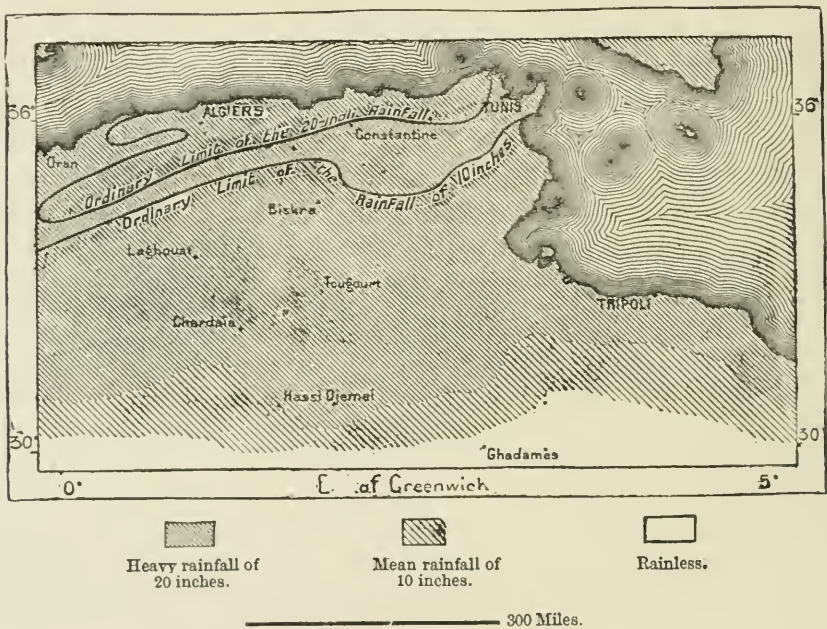 36°
36°
ALGIERS
TUNIS
Ordinary Limit of the 20-inch Rainfall
Constantine
Oran
Ordinary Limit of the Rainfall of 10 inches
Biskra
Laghouat
Tougourt
TRIPOLI
Ghardaia
Hassi Djemel
30°
30°
Ghadamès
0°
E. of Greenwich
5°
Heavy rainfall of
20 inches.
Mean rainfall of
10 inches.
Rainless.
300 Miles.